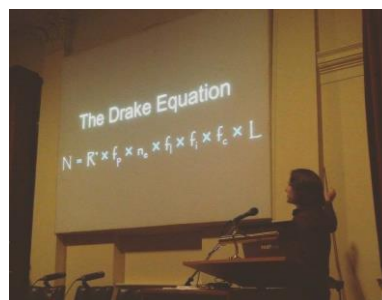 The Drake Equation
N = R* × fp × ne × fl × fi × fc × L